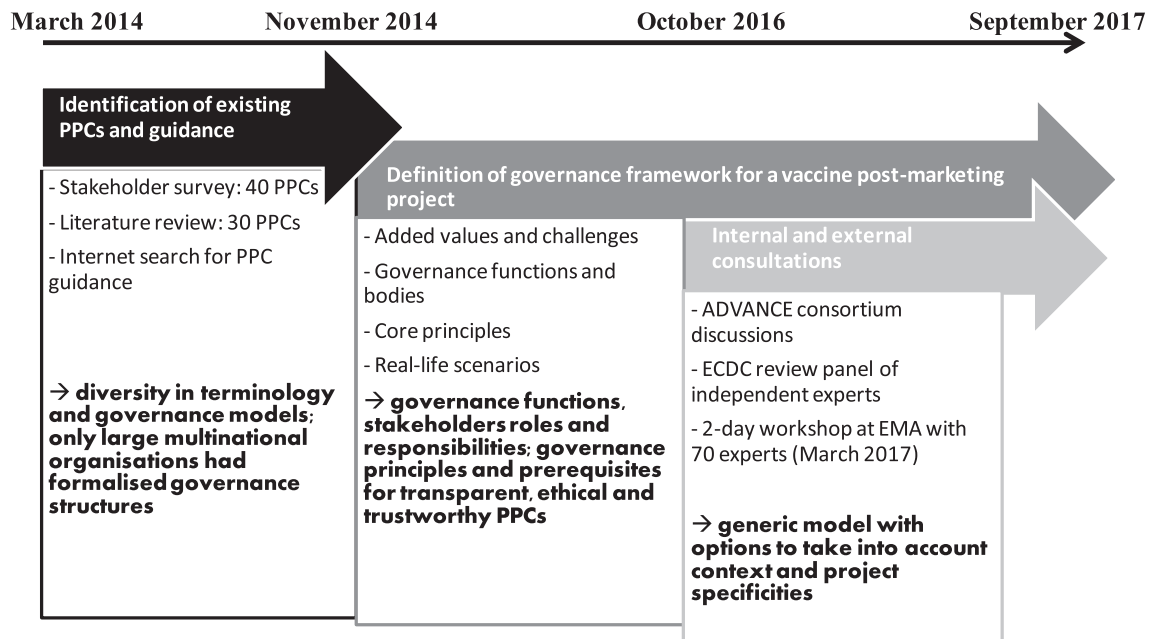 March 2014 November 2014 October 2016 September 2017
Identification of existing
PPCs and guidance
- Stakeholder survey: 40 PPCs
- Literature review: 30 PPCs
- Internet search for PPC
guidance
→ diversity in terminology
and governance models;
only large multinational
organisations had
formalised governance
structures
Definition of governance framework for a vaccine post-marketing
project
- Added values and challenges
- Governance functions and
bodies
- Core principles
- Real-life scenarios
→ governance functions,
stakeholders roles and
responsibilities; governance
principles and prerequisites
for transparent, ethical and
trustworthy PPCs
Internal and external
consultations
- ADVANCE consortium
discussions
- ECDC review panel of
independent experts
- 2-day workshop at EMA with
70 experts (March 2017)
→ generic model with
options to take into account
context and project
specificities